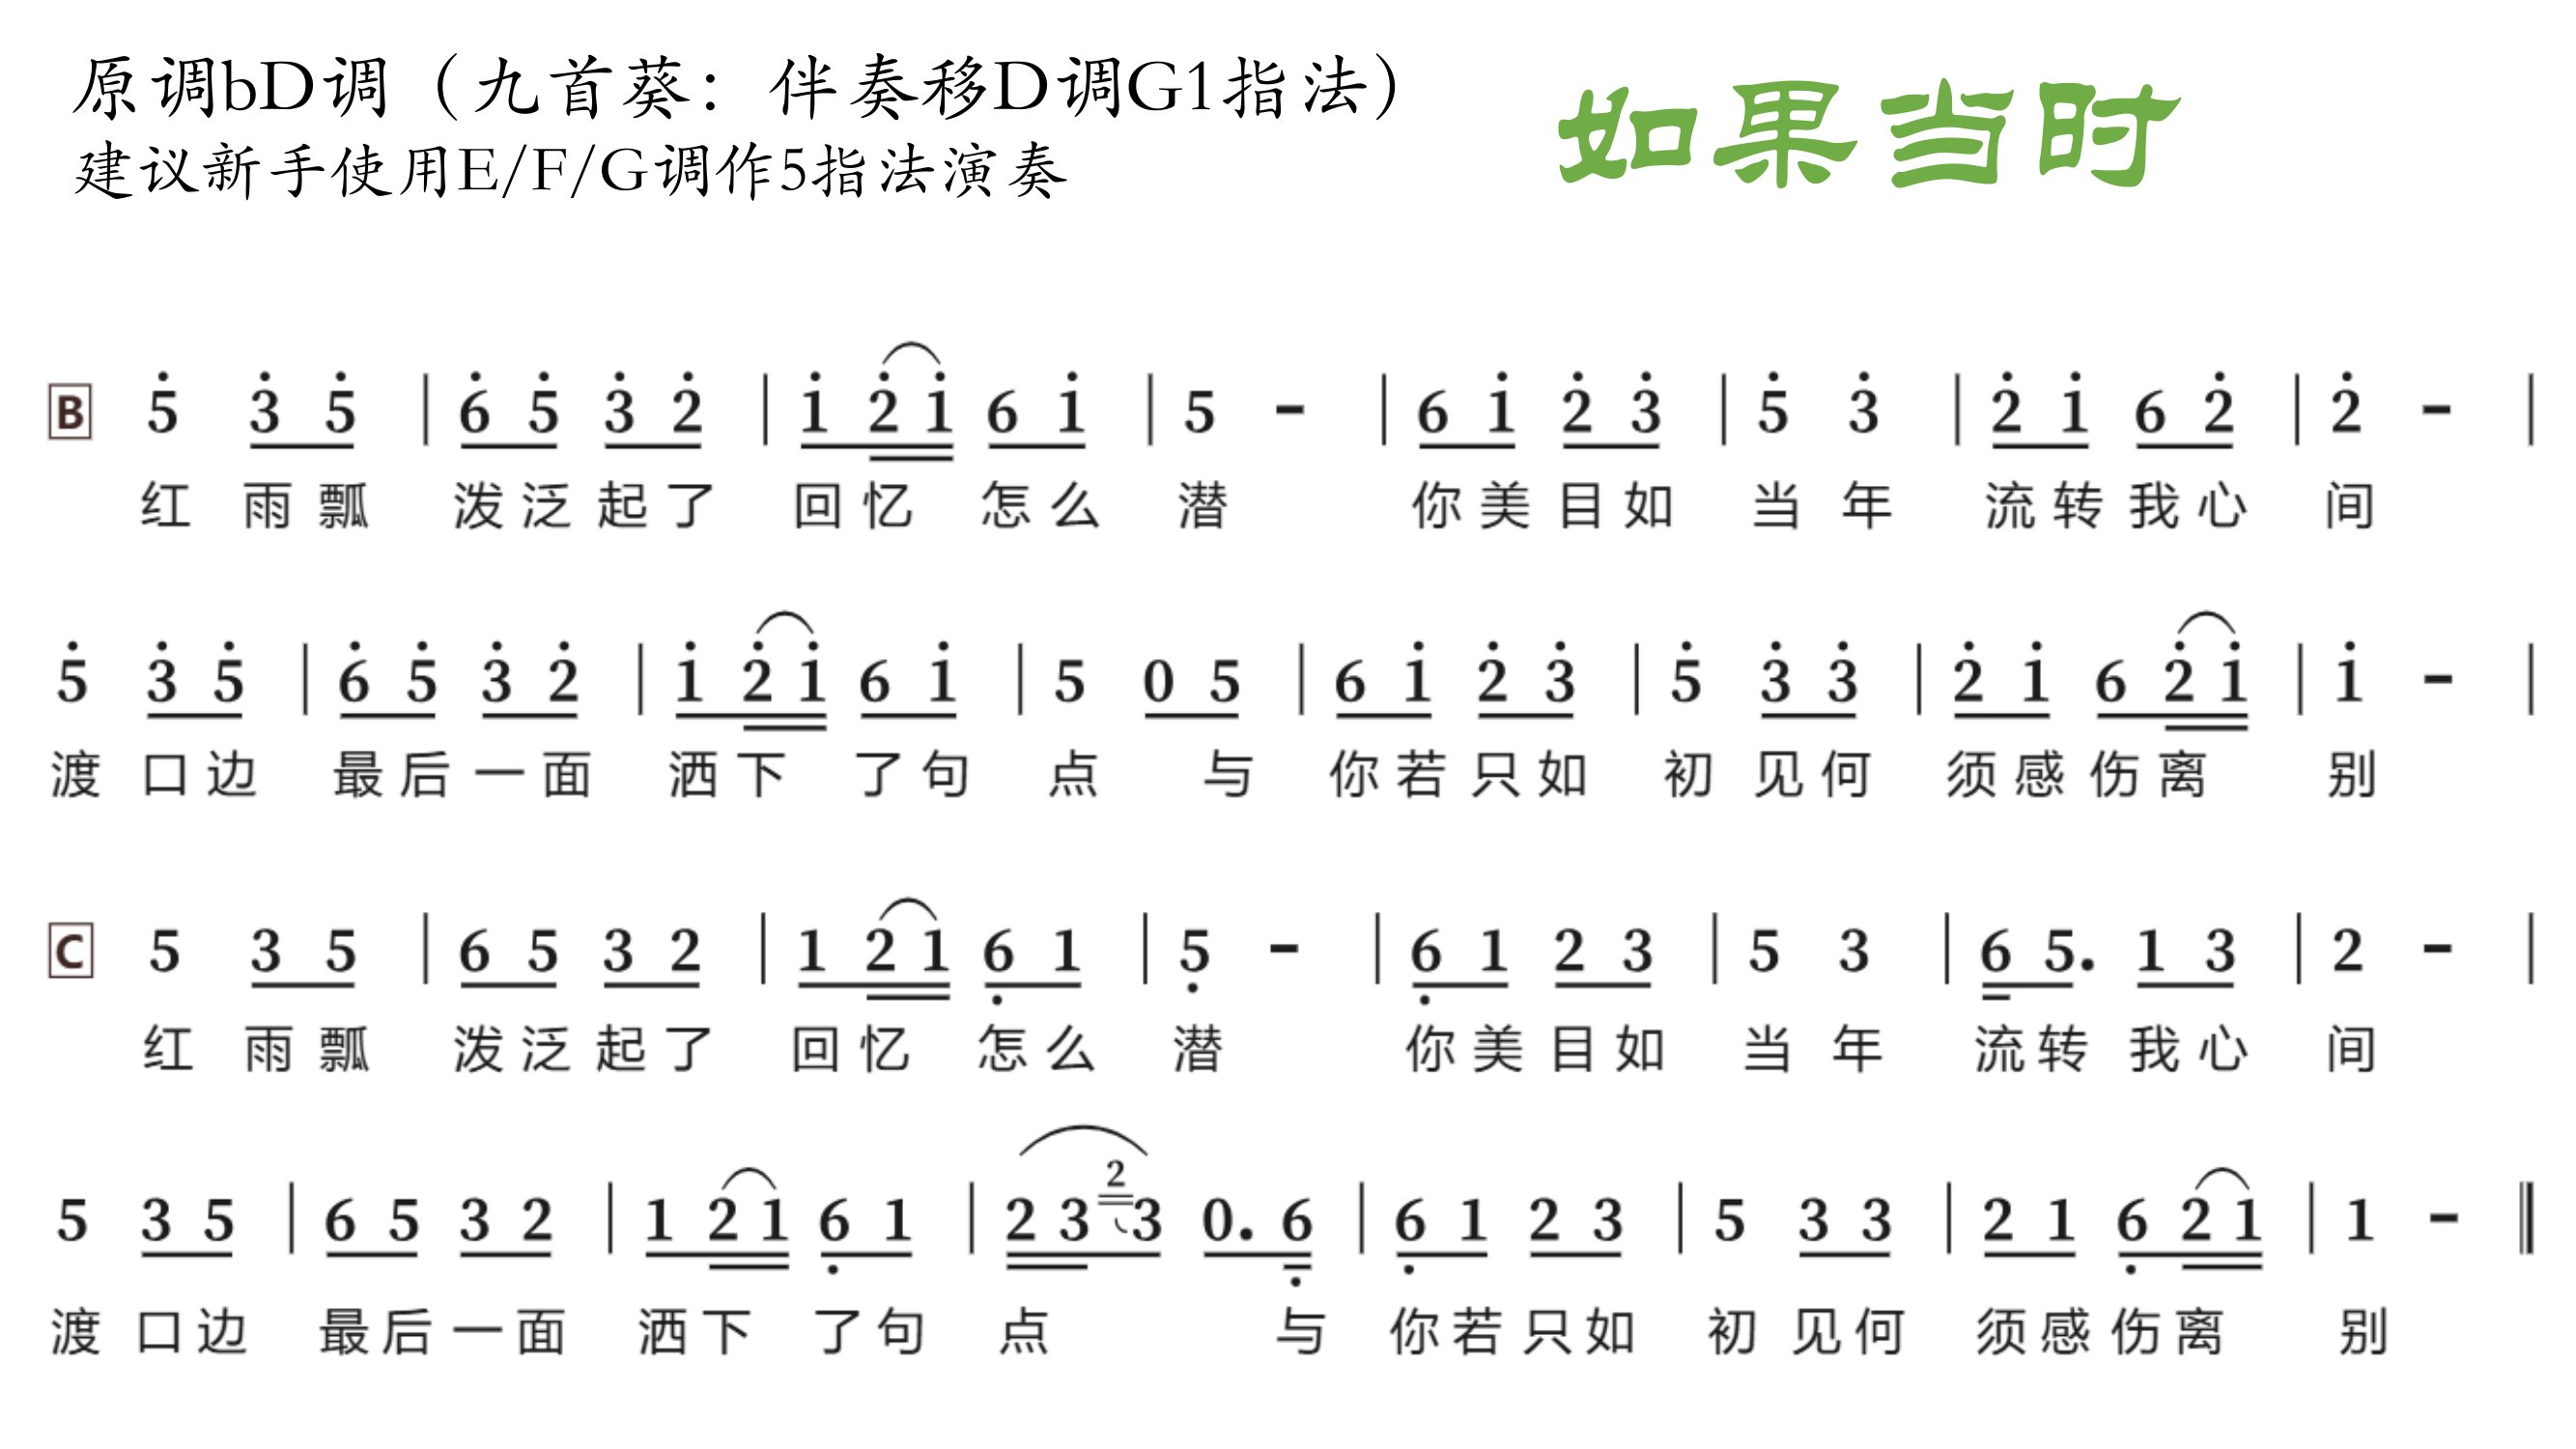 原调bD调（九首葵：伴奏移D调G1指法）
建议新手使用E/F/G调作5指法演奏
如果当时
B 5̇ 3̇ 5̇ | 6̇ 5̇ 3̇ 2̇ | 1̇ 2̇ 1̇ 6 1̇ | 5 - | 6 1̇ 2̇ 3̇ | 5̇ 3̇ | 2̇ 1̇ 6 2̇ | 2̇ - |
红 雨 瓢 泼 泛 起 了 回 忆 怎 么 潜 你 美 目 如 当 年 流 转 我 心 间
5̇ 3̇ 5̇ | 6̇ 5̇ 3̇ 2̇ | 1̇ 2̇ 1̇ 6 1̇ | 5 0 5 | 6 1̇ 2̇ 3̇ | 5̇ 3̇ 3̇ | 2̇ 1̇ 6 2̇ 1̇ | 1̇ - |
渡 口 边 最 后 一 面 洒 下 了 句 点 与 你 若 只 如 初 见 何 须 感 伤 离 别
C 5 3 5 | 6 5 3 2 | 1 2 1 6̣ 1 | 5̣ - | 6̣ 1 2 3 | 5 3 | 6 5. 1 3 | 2 - |
红 雨 瓢 泼 泛 起 了 回 忆 怎 么 潜 你 美 目 如 当 年 流 转 我 心 间
5 3 5 | 6 5 3 2 | 1 2 1 6̣ 1 | 2 3 2 3 0. 6̣ | 6̣ 1 2 3 | 5 3 3 | 2 1 6̣ 2 1 | 1 - ‖
渡 口 边 最 后 一 面 洒 下 了 句 点 与 你 若 只 如 初 见 何 须 感 伤 离 别